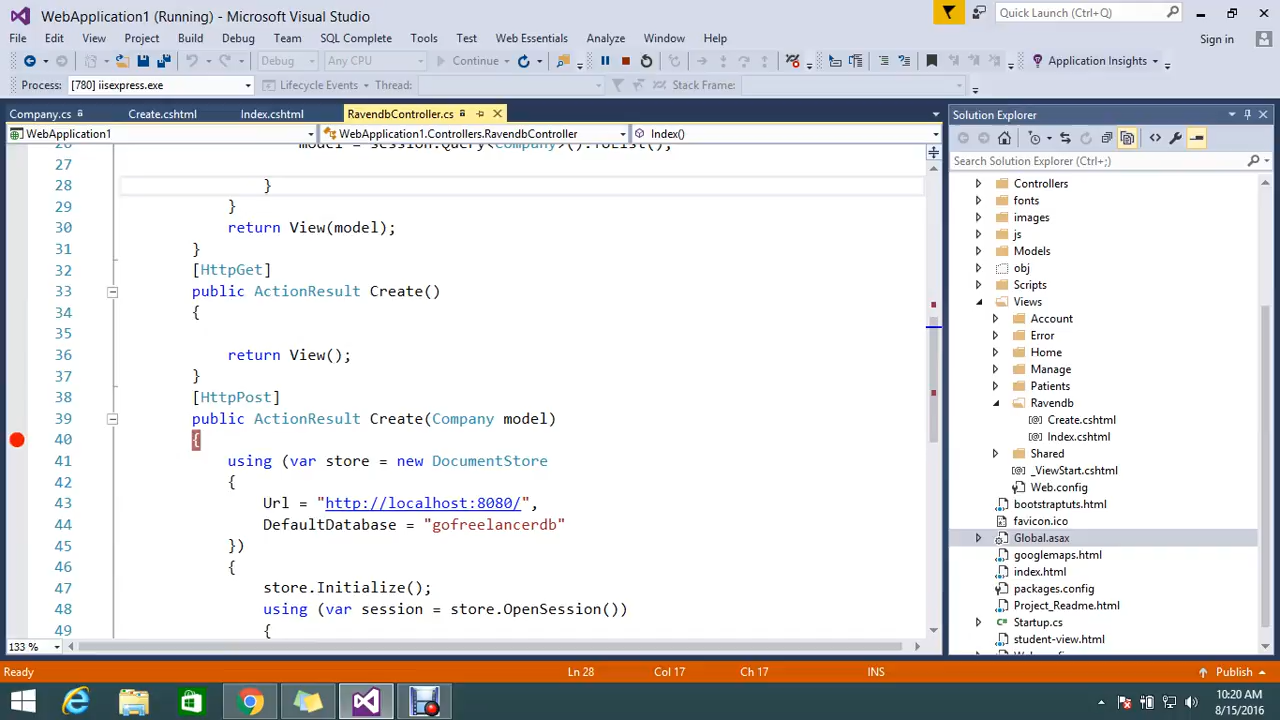 WebApplication1 (Running) - Microsoft Visual Studio
Quick Launch (Ctrl+Q)
File Edit View Project Build Debug Team SQL Complete Tools Test Web Essentials Analyze Window Help
Sign in
Debug Any CPU Continue Application Insights
Process: [780] iisexpress.exe Lifecycle Events Thread: Stack Frame:
Company.cs Create.cshtml Index.cshtml RavendbController.cs
WebApplication1 WebApplication1.Controllers.RavendbController Index()
26 model = session.Query<Company>().ToList();
27
28 }
29 }
30 return View(model);
31 }
32 [HttpGet]
33 public ActionResult Create()
34 {
35
36 return View();
37 }
38 [HttpPost]
39 public ActionResult Create(Company model)
40 {
41 using (var store = new DocumentStore
42 {
43 Url = "http://localhost:8080/",
44 DefaultDatabase = "gofreelancerdb"
45 })
46 {
47 store.Initialize();
48 using (var session = store.OpenSession())
49 {
133 %
Solution Explorer
Search Solution Explorer (Ctrl+;)
Controllers
fonts
images
js
Models
obj
Scripts
Views
Account
Error
Home
Manage
Patients
Ravendb
Create.cshtml
Index.cshtml
Shared
_ViewStart.cshtml
Web.config
bootstraptuts.html
favicon.ico
Global.asax
googlemaps.html
index.html
packages.config
Project_Readme.html
Startup.cs
student-view.html
Ready Ln 28 Col 17 Ch 17 INS Publish
10:20 AM
8/15/2016